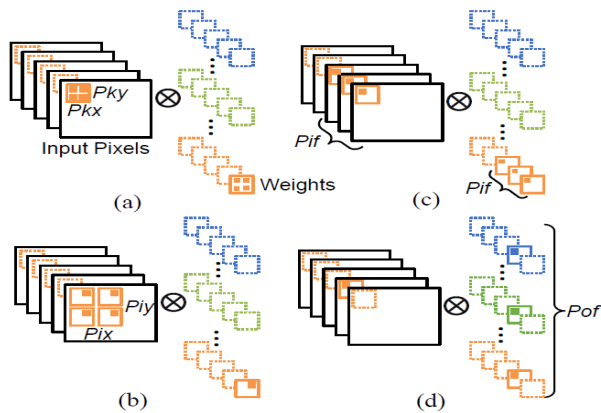 Pky
Pkx
Input Pixels
Weights
(a)
Pif
Pif
(c)
Piy
Pix
(b)
Pof
(d)